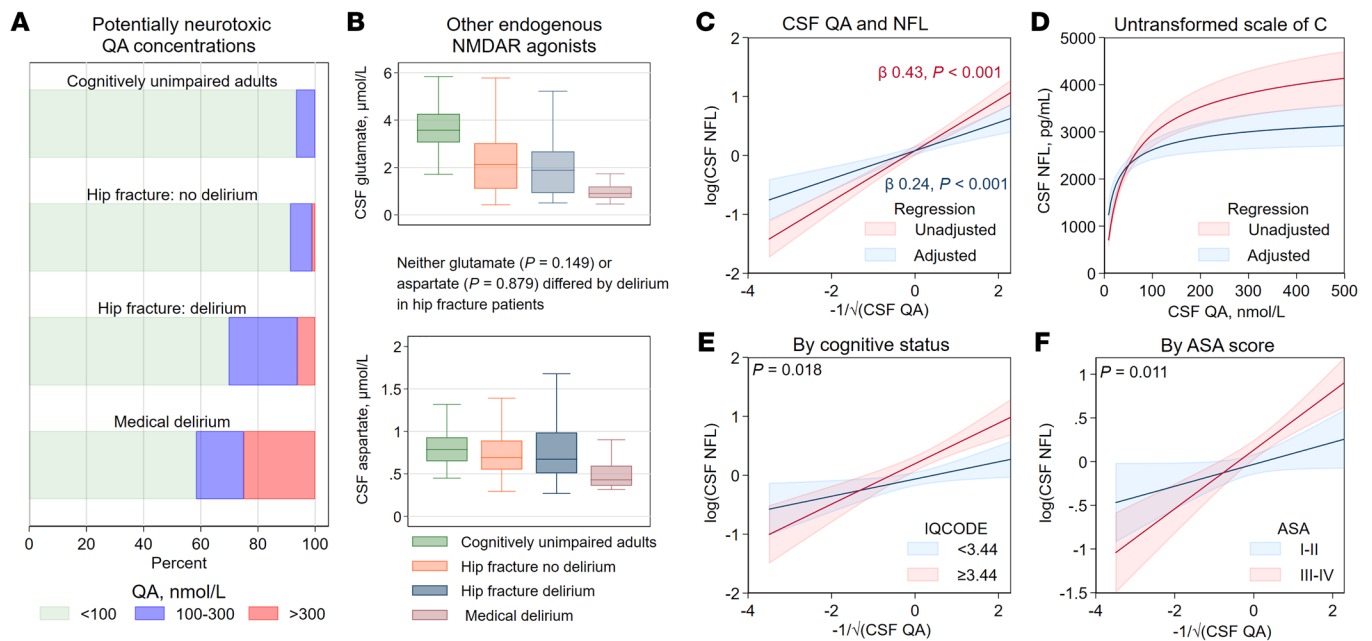 A
Potentially neurotoxic
QA concentrations
Cognitively unimpaired adults
Hip fracture: no delirium
Hip fracture: delirium
Medical delirium
0 20 40 60 80 100
Percent
QA, nmol/L
<100 100-300 >300
B
Other endogenous
NMDAR agonists
CSF glutamate, µmol/L
6
4
2
0
Neither glutamate (P = 0.149) or
aspartate (P = 0.879) differed by delirium
in hip fracture patients
CSF aspartate, µmol/L
2
1.5
1
.5
0
Cognitively unimpaired adults
Hip fracture no delirium
Hip fracture delirium
Medical delirium
C
CSF QA and NFL
log(CSF NFL)
2
1
0
-1
-2
β 0.43, P < 0.001
β 0.24, P < 0.001
Regression
Unadjusted
Adjusted
-4 -2 0 2
-1/√(CSF QA)
D
Untransformed scale of C
CSF NFL, pg/mL
5000
4000
3000
2000
1000
0
Regression
Unadjusted
Adjusted
0 100 200 300 400 500
CSF QA, nmol/L
E
By cognitive status
P = 0.018
log(CSF NFL)
2
1
0
-1
-2
IQCODE
<3.44
≥3.44
-4 -2 0 2
-1/√(CSF QA)
F
By ASA score
P = 0.011
log(CSF NFL)
1
.5
0
-.5
-1
-1.5
ASA
I-II
III-IV
-4 -2 0 2
-1/√(CSF QA)